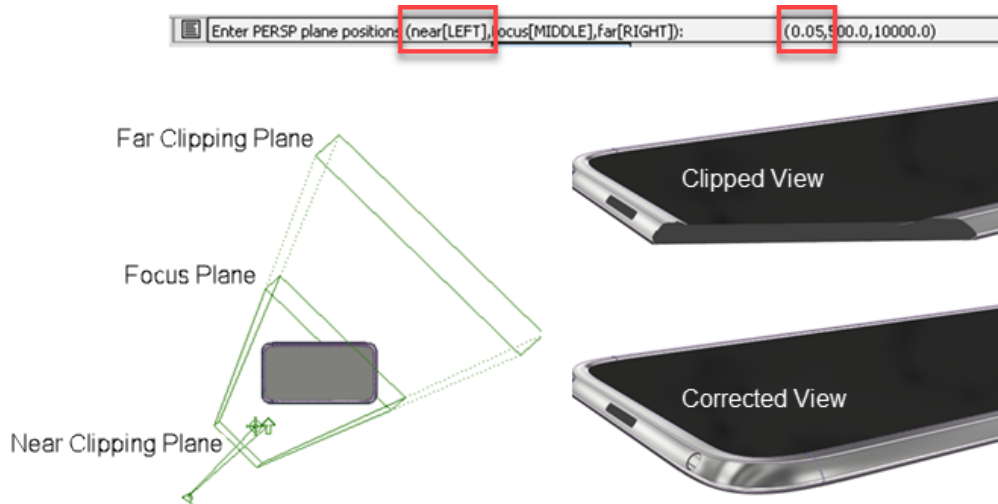 Enter PERSP plane positions (near[LEFT],focus[MIDDLE],far[RIGHT]): (0.05,500.0,10000.0)
Far Clipping Plane
Clipped View
Focus Plane
Corrected View
Near Clipping Plane